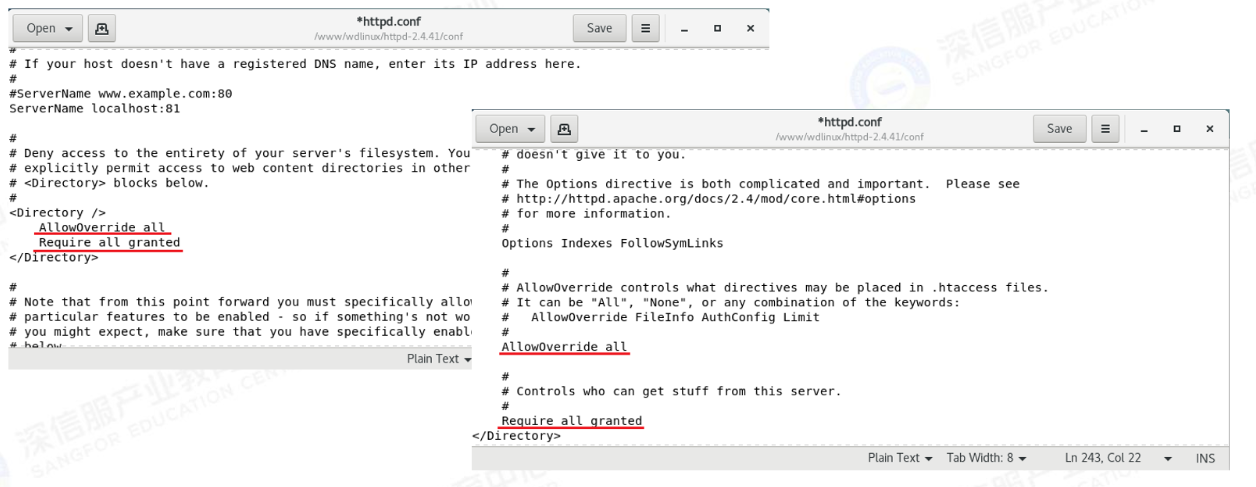 Open
*httpd.conf
/www/wdlinux/httpd-2.4.41/conf
Save
#
# If your host doesn't have a registered DNS name, enter its IP address here.
#
#ServerName www.example.com:80
ServerName localhost:81
#
# Deny access to the entirety of your server's filesystem. You
# explicitly permit access to web content directories in other
# <Directory> blocks below.
#
<Directory />
AllowOverride all
Require all granted
</Directory>
#
# Note that from this point forward you must specifically allow
# particular features to be enabled - so if something's not wo
# you might expect, make sure that you have specifically enable
# below
Plain Text
Open
*httpd.conf
/www/wdlinux/httpd-2.4.41/conf
Save
# doesn't give it to you.
#
# The Options directive is both complicated and important.  Please see
# http://httpd.apache.org/docs/2.4/mod/core.html#options
# for more information.
#
Options Indexes FollowSymLinks
#
# AllowOverride controls what directives may be placed in .htaccess files.
# It can be "All", "None", or any combination of the keywords:
#   AllowOverride FileInfo AuthConfig Limit
#
AllowOverride all
#
# Controls who can get stuff from this server.
#
Require all granted
</Directory>
Plain Text Tab Width: 8 Ln 243, Col 22 INS
深信服产业教育
SANGFOR EDUCATION CEN
深信服产
SANGFOR EDUCATION